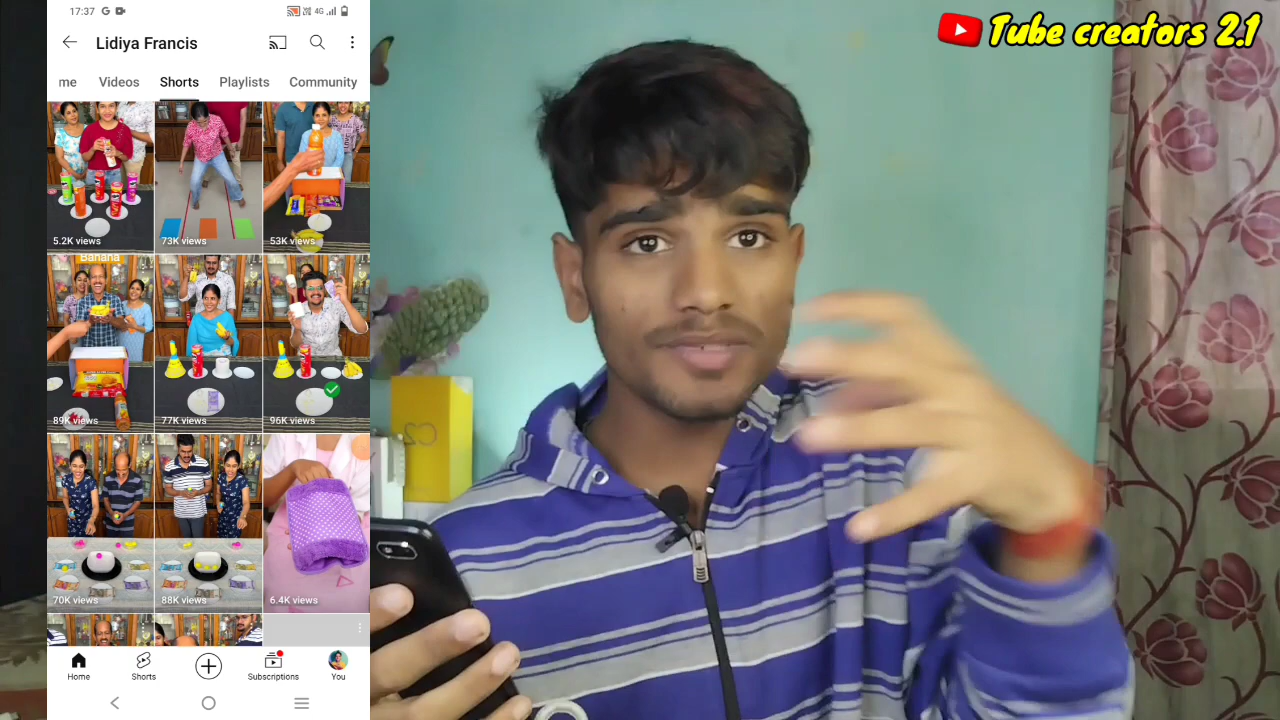 17:37
4G
Lidiya Francis
me Videos Shorts Playlists Community
5.2K views
73K views
53K views
Banana
89K views
77K views
96K views
70K views
88K views
6.4K views
Home
Shorts
Subscriptions
You
Tube creators 2.1
C2